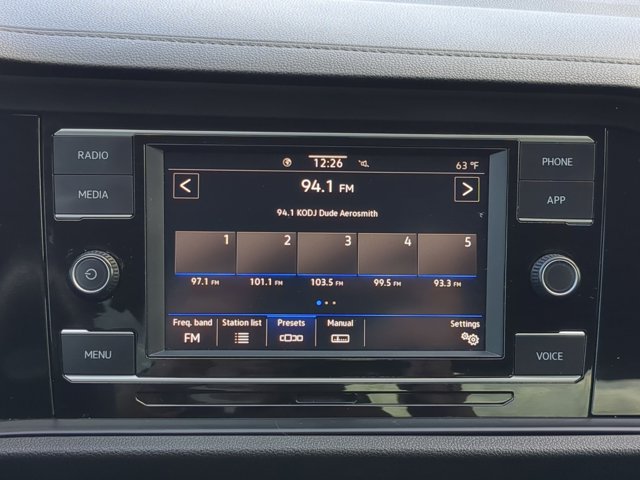 RADIO
MEDIA
MENU
12:26
63 °F
94.1 FM
94.1 KODJ Dude Aerosmith
1 2 3 4 5
97.1 FM 101.1 FM 103.5 FM 99.5 FM 93.3 FM
Freq. band Station list Presets Manual Settings
FM
PHONE
APP
VOICE